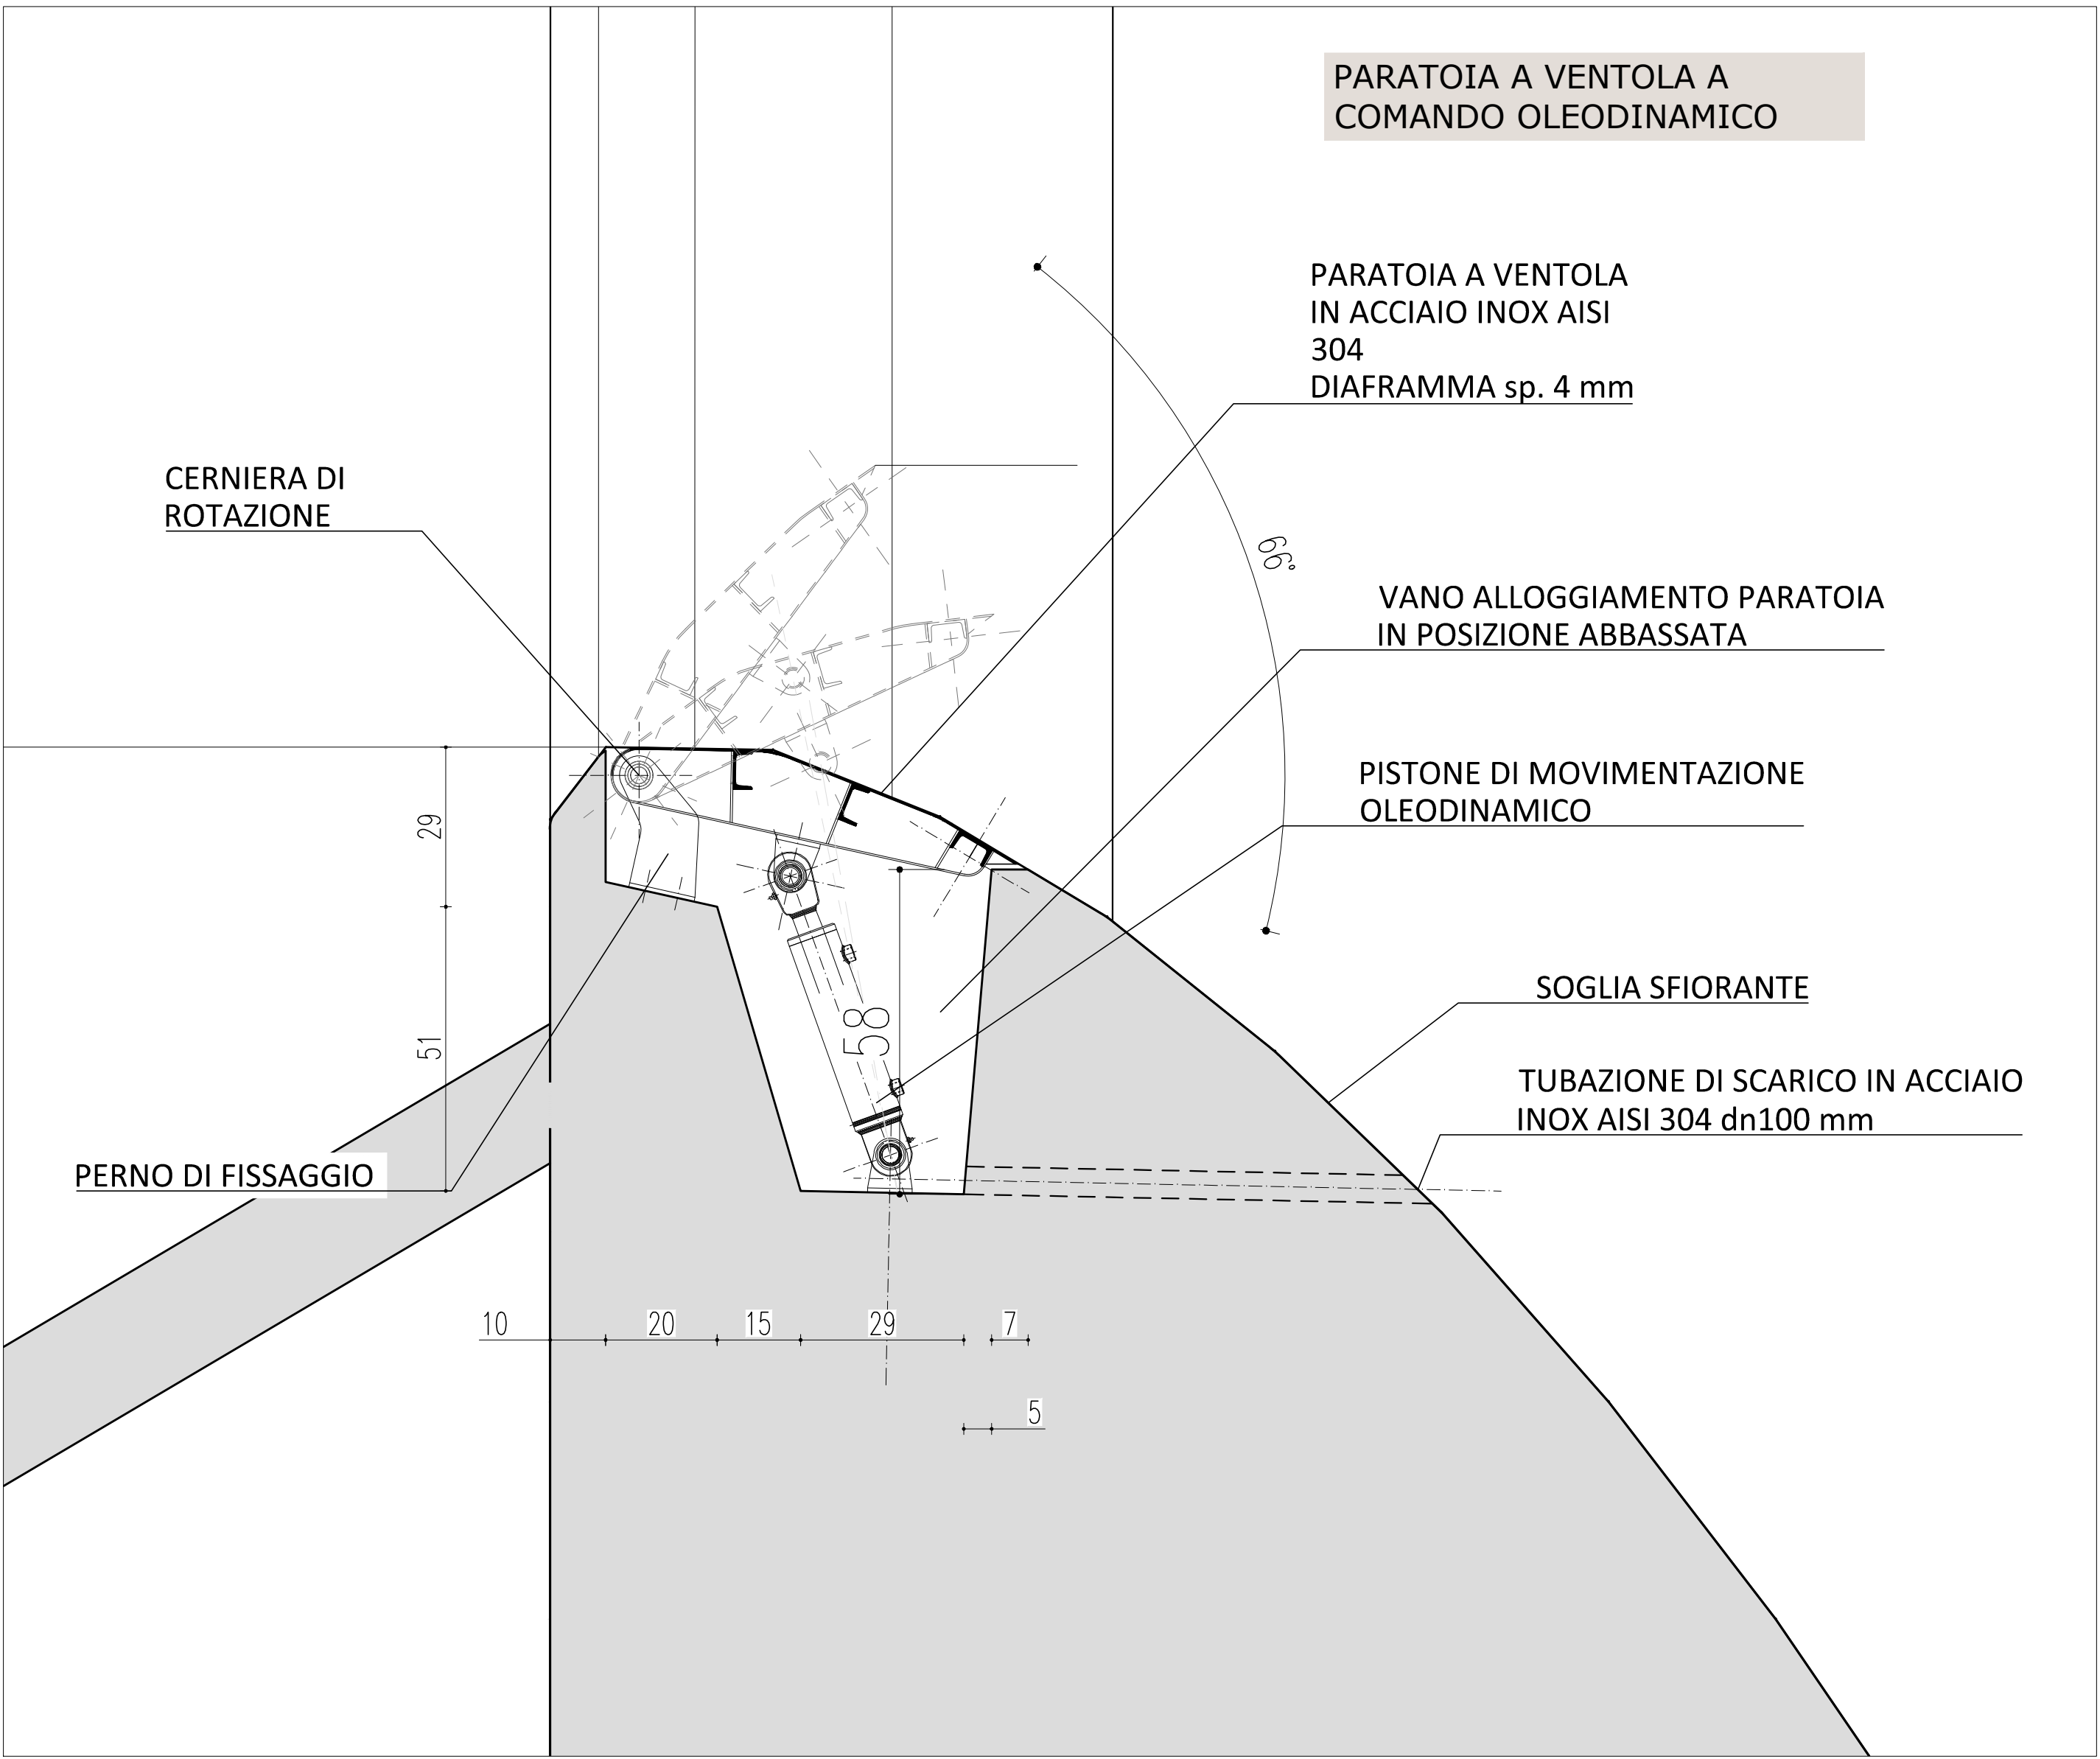 PARATOIA A VENTOLA A
COMANDO OLEODINAMICO
PARATOIA A VENTOLA
IN ACCIAIO INOX AISI
304
DIAFRAMMA sp. 4 mm
CERNIERA DI
ROTAZIONE
66°
VANO ALLOGGIAMENTO PARATOIA
IN POSIZIONE ABBASSATA
PISTONE DI MOVIMENTAZIONE
OLEODINAMICO
29
SOGLIA SFIORANTE
58
51
TUBAZIONE DI SCARICO IN ACCIAIO
INOX AISI 304 dn100 mm
PERNO DI FISSAGGIO
10
20
15
29
7
5